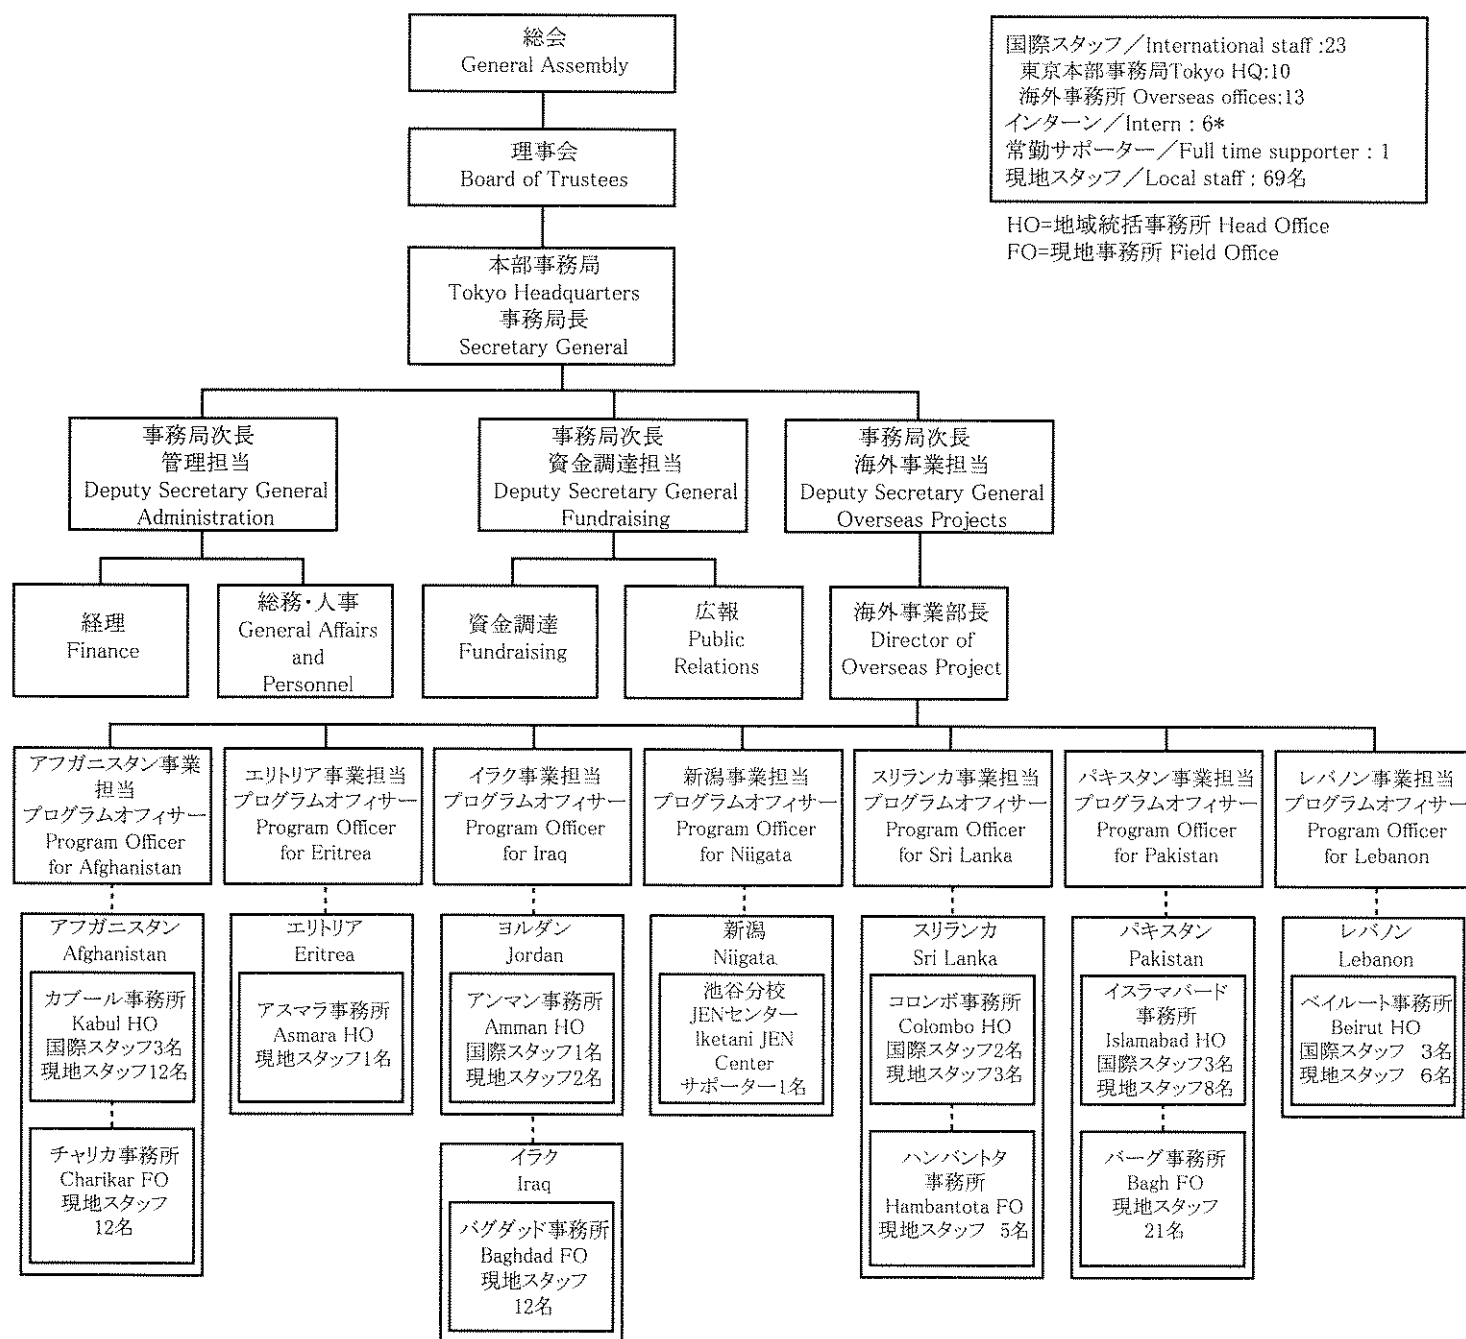 総会
General Assembly
国際スタッフ／International staff :23
東京本部事務局Tokyo HQ:10
海外事務所 Overseas offices:13
インターン／Intern : 6*
常勤サポーター／Full time supporter : 1
現地スタッフ／Local staff : 69名
HO=地域統括事務所 Head Office
FO=現地事務所 Field Office
理事会
Board of Trustees
本部事務局
Tokyo Headquarters
事務局長
Secretary General
事務局次長
管理担当
Deputy Secretary General
Administration
事務局次長
資金調達担当
Deputy Secretary General
Fundraising
事務局次長
海外事業担当
Deputy Secretary General
Overseas Projects
経理
Finance
総務・人事
General Affairs
and
Personnel
資金調達
Fundraising
広報
Public
Relations
海外事業部長
Director of
Overseas Project
アフガニスタン事業
担当
プログラムオフィサー
Program Officer
for Afghanistan
エリトリア事業担当
プログラムオフィサー
Program Officer
for Eritrea
イラク事業担当
プログラムオフィサー
Program Officer
for Iraq
新潟事業担当
プログラムオフィサー
Program Officer
for Niigata
スリランカ事業担当
プログラムオフィサー
Program Officer
for Sri Lanka
パキスタン事業担当
プログラムオフィサー
Program Officer
for Pakistan
レバノン事業担当
プログラムオフィサー
Program Officer
for Lebanon
アフガニスタン
Afghanistan
カブール事務所
Kabul HO
国際スタッフ3名
現地スタッフ12名
チャリカ事務所
Charikar FO
現地スタッフ
12名
エリトリア
Eritrea
アスマラ事務所
Asmara HO
現地スタッフ1名
ヨルダン
Jordan
アンマン事務所
Amman HO
国際スタッフ1名
現地スタッフ2名
イラク
Iraq
バグダッド事務所
Baghdad FO
現地スタッフ
12名
新潟
Niigata
池谷分校
JENセンター
Iketani JEN
Center
サポーター1名
スリランカ
Sri Lanka
コロンボ事務所
Colombo HO
国際スタッフ2名
現地スタッフ3名
ハンバントタ
事務所
Hambantota FO
現地スタッフ 5名
パキスタン
Pakistan
イスラマバード
事務所
Islamabad HO
国際スタッフ3名
現地スタッフ8名
バーグ事務所
Bagh FO
現地スタッフ
21名
レバノン
Lebanon
ベイルート事務所
Beirut HO
国際スタッフ 3名
現地スタッフ 6名